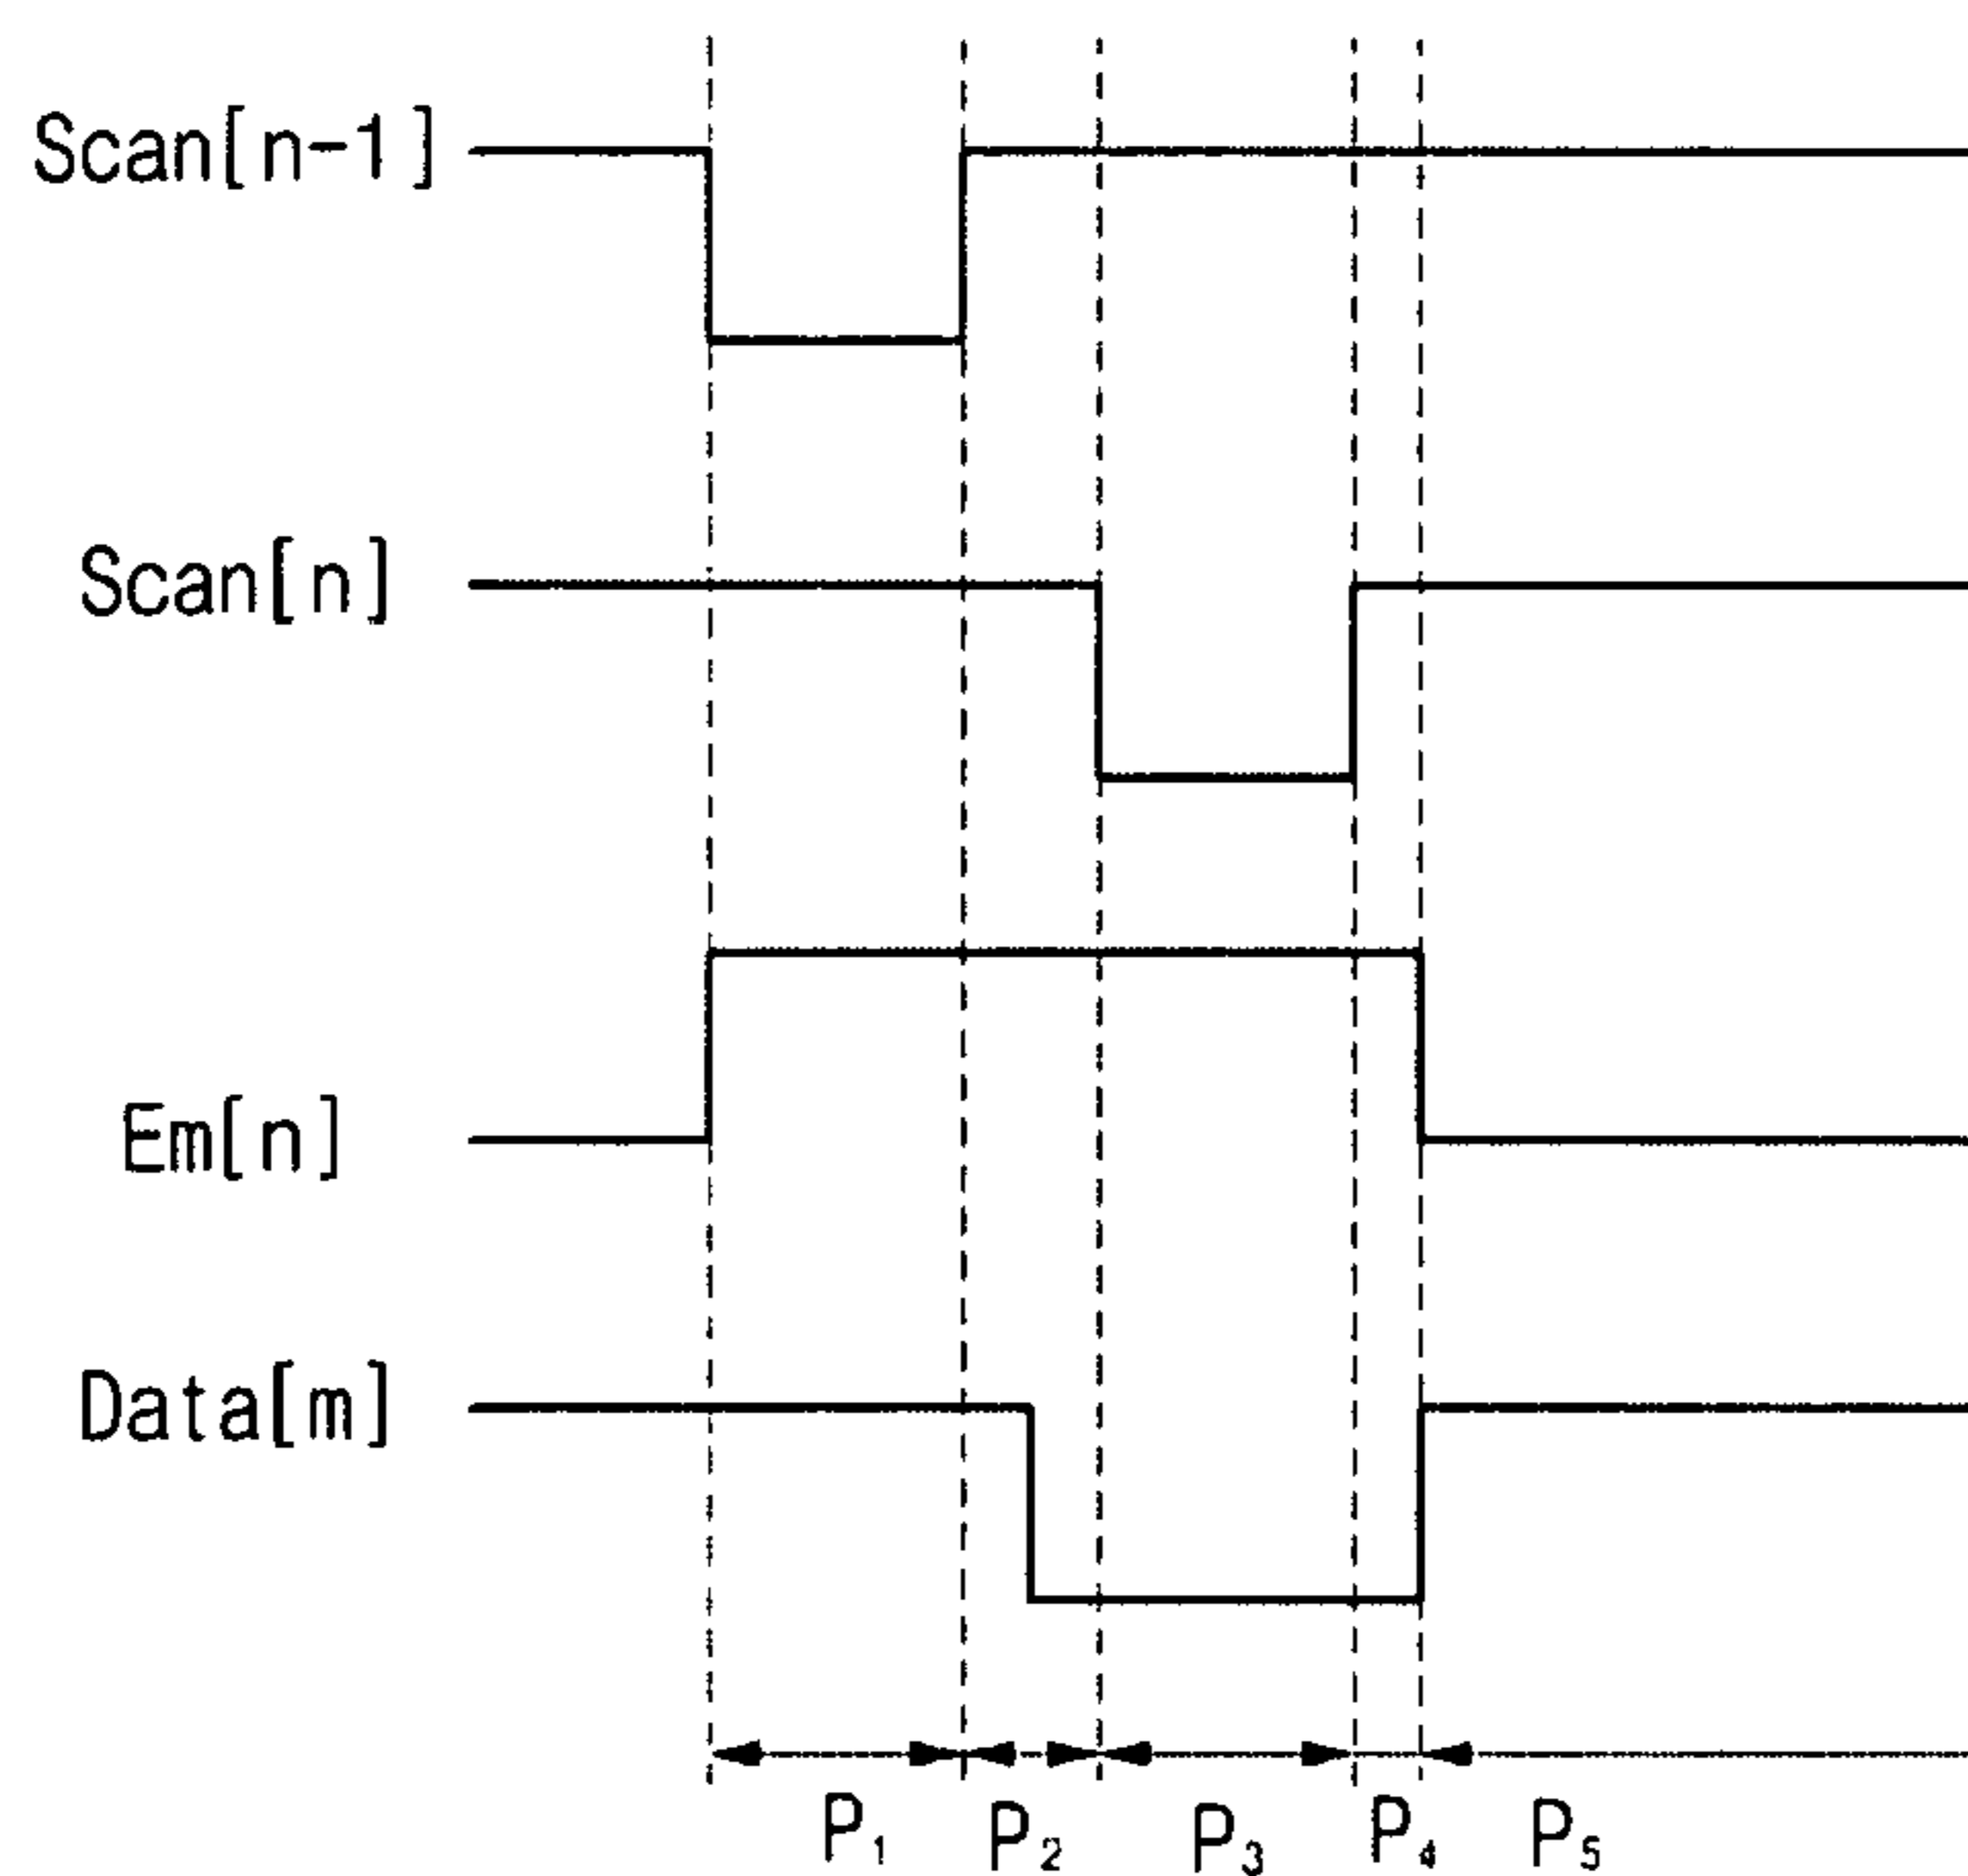 Scan[n-1]
Scan[n]
Em[n]
Data[m]
P₁ P₂ P₃ P₄ P₅